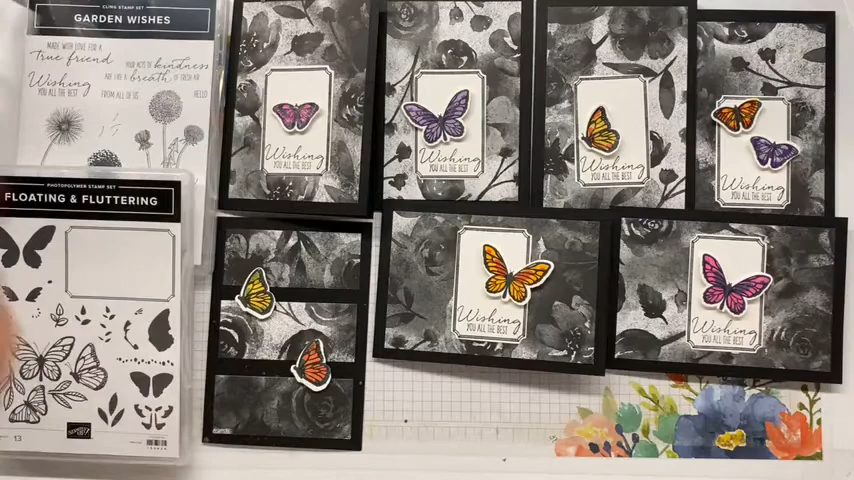 CLING STAMP SET
GARDEN WISHES
MADE WITH LOVE FOR A
true friend
YOUR ACTS OF kindness
ARE LIKE A breath OF FRESH AIR
Wishing
YOU ALL THE BEST
FROM ALL OF US
HELLO
PHOTOPOLYMER STAMP SET
FLOATING & FLUTTERING
13
Wishing
YOU ALL THE BEST
Wishing
YOU ALL THE BEST
Wishing
YOU ALL THE BEST
Wishing
YOU ALL THE BEST
Wishing
YOU ALL THE BEST
Wishing
YOU ALL THE BEST